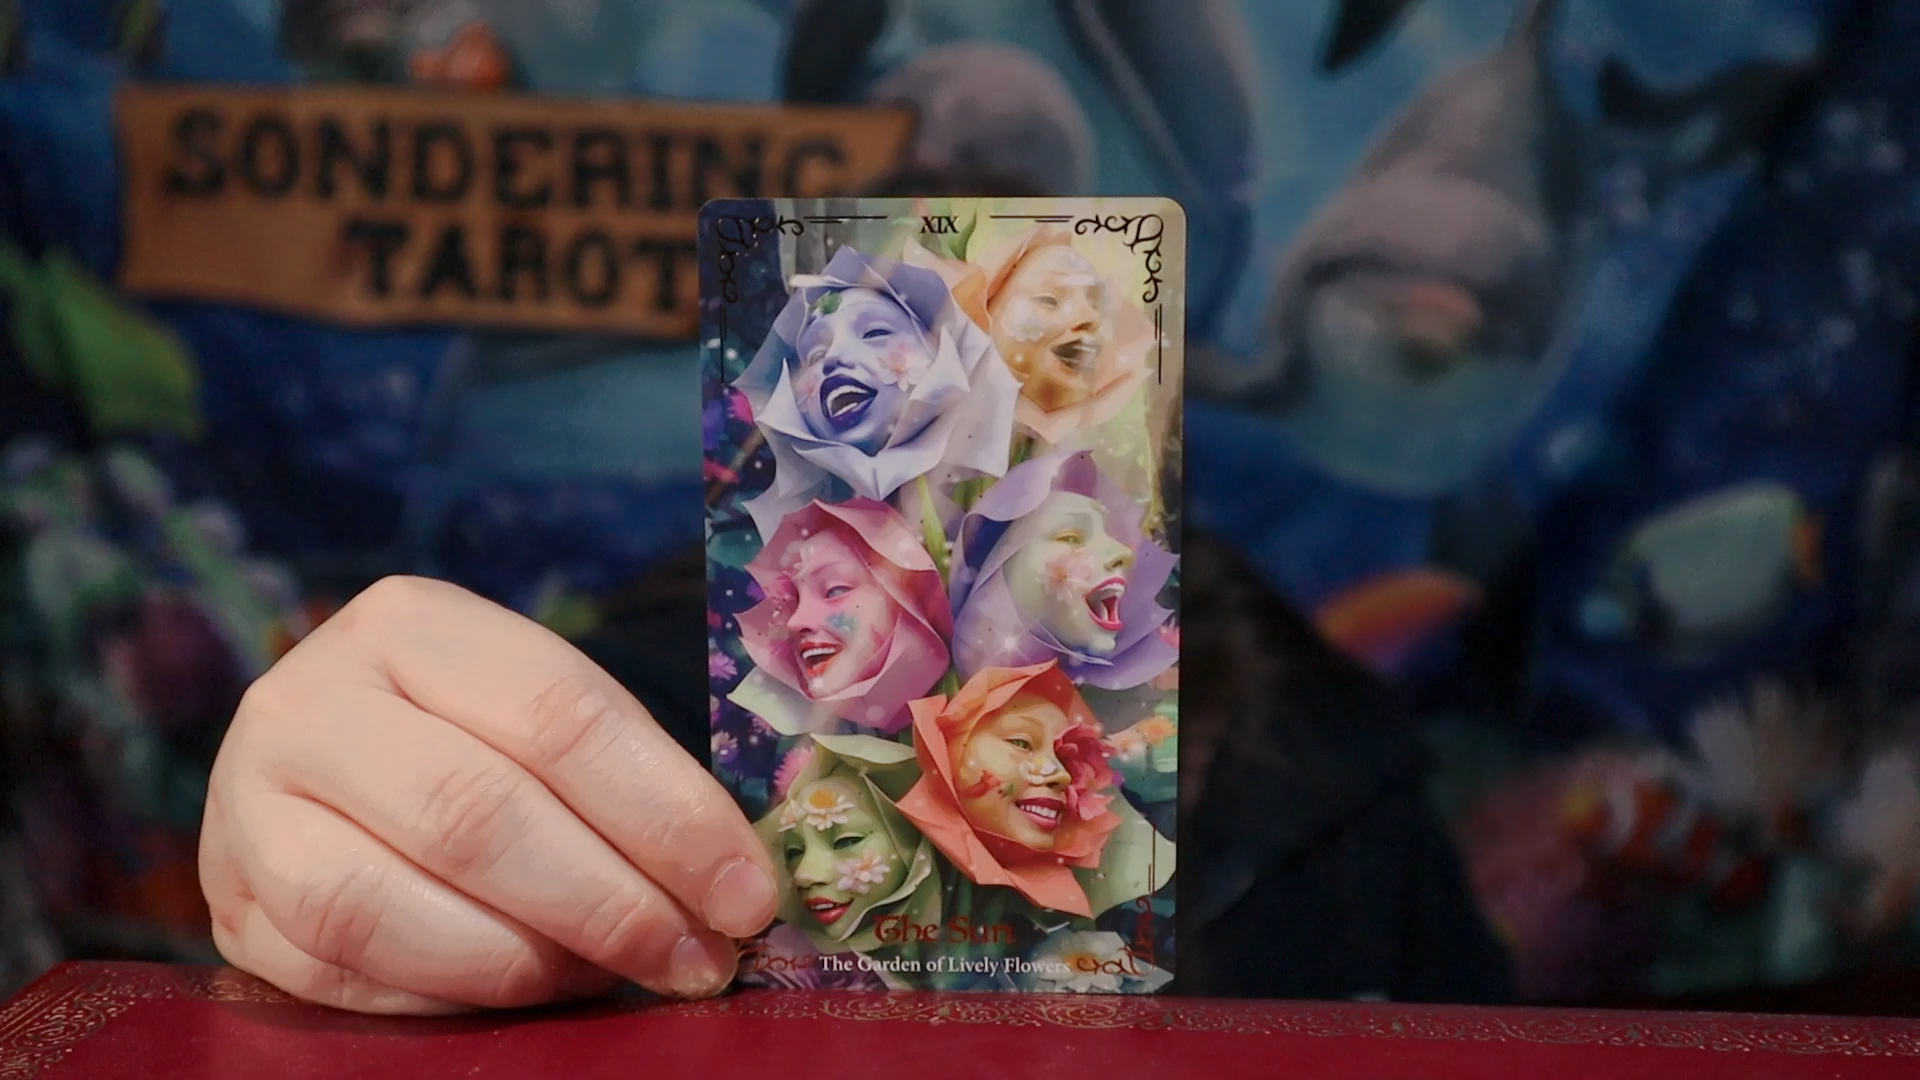 SONDERING
TAROT
XIX
The Sun
The Garden of Lively Flowers